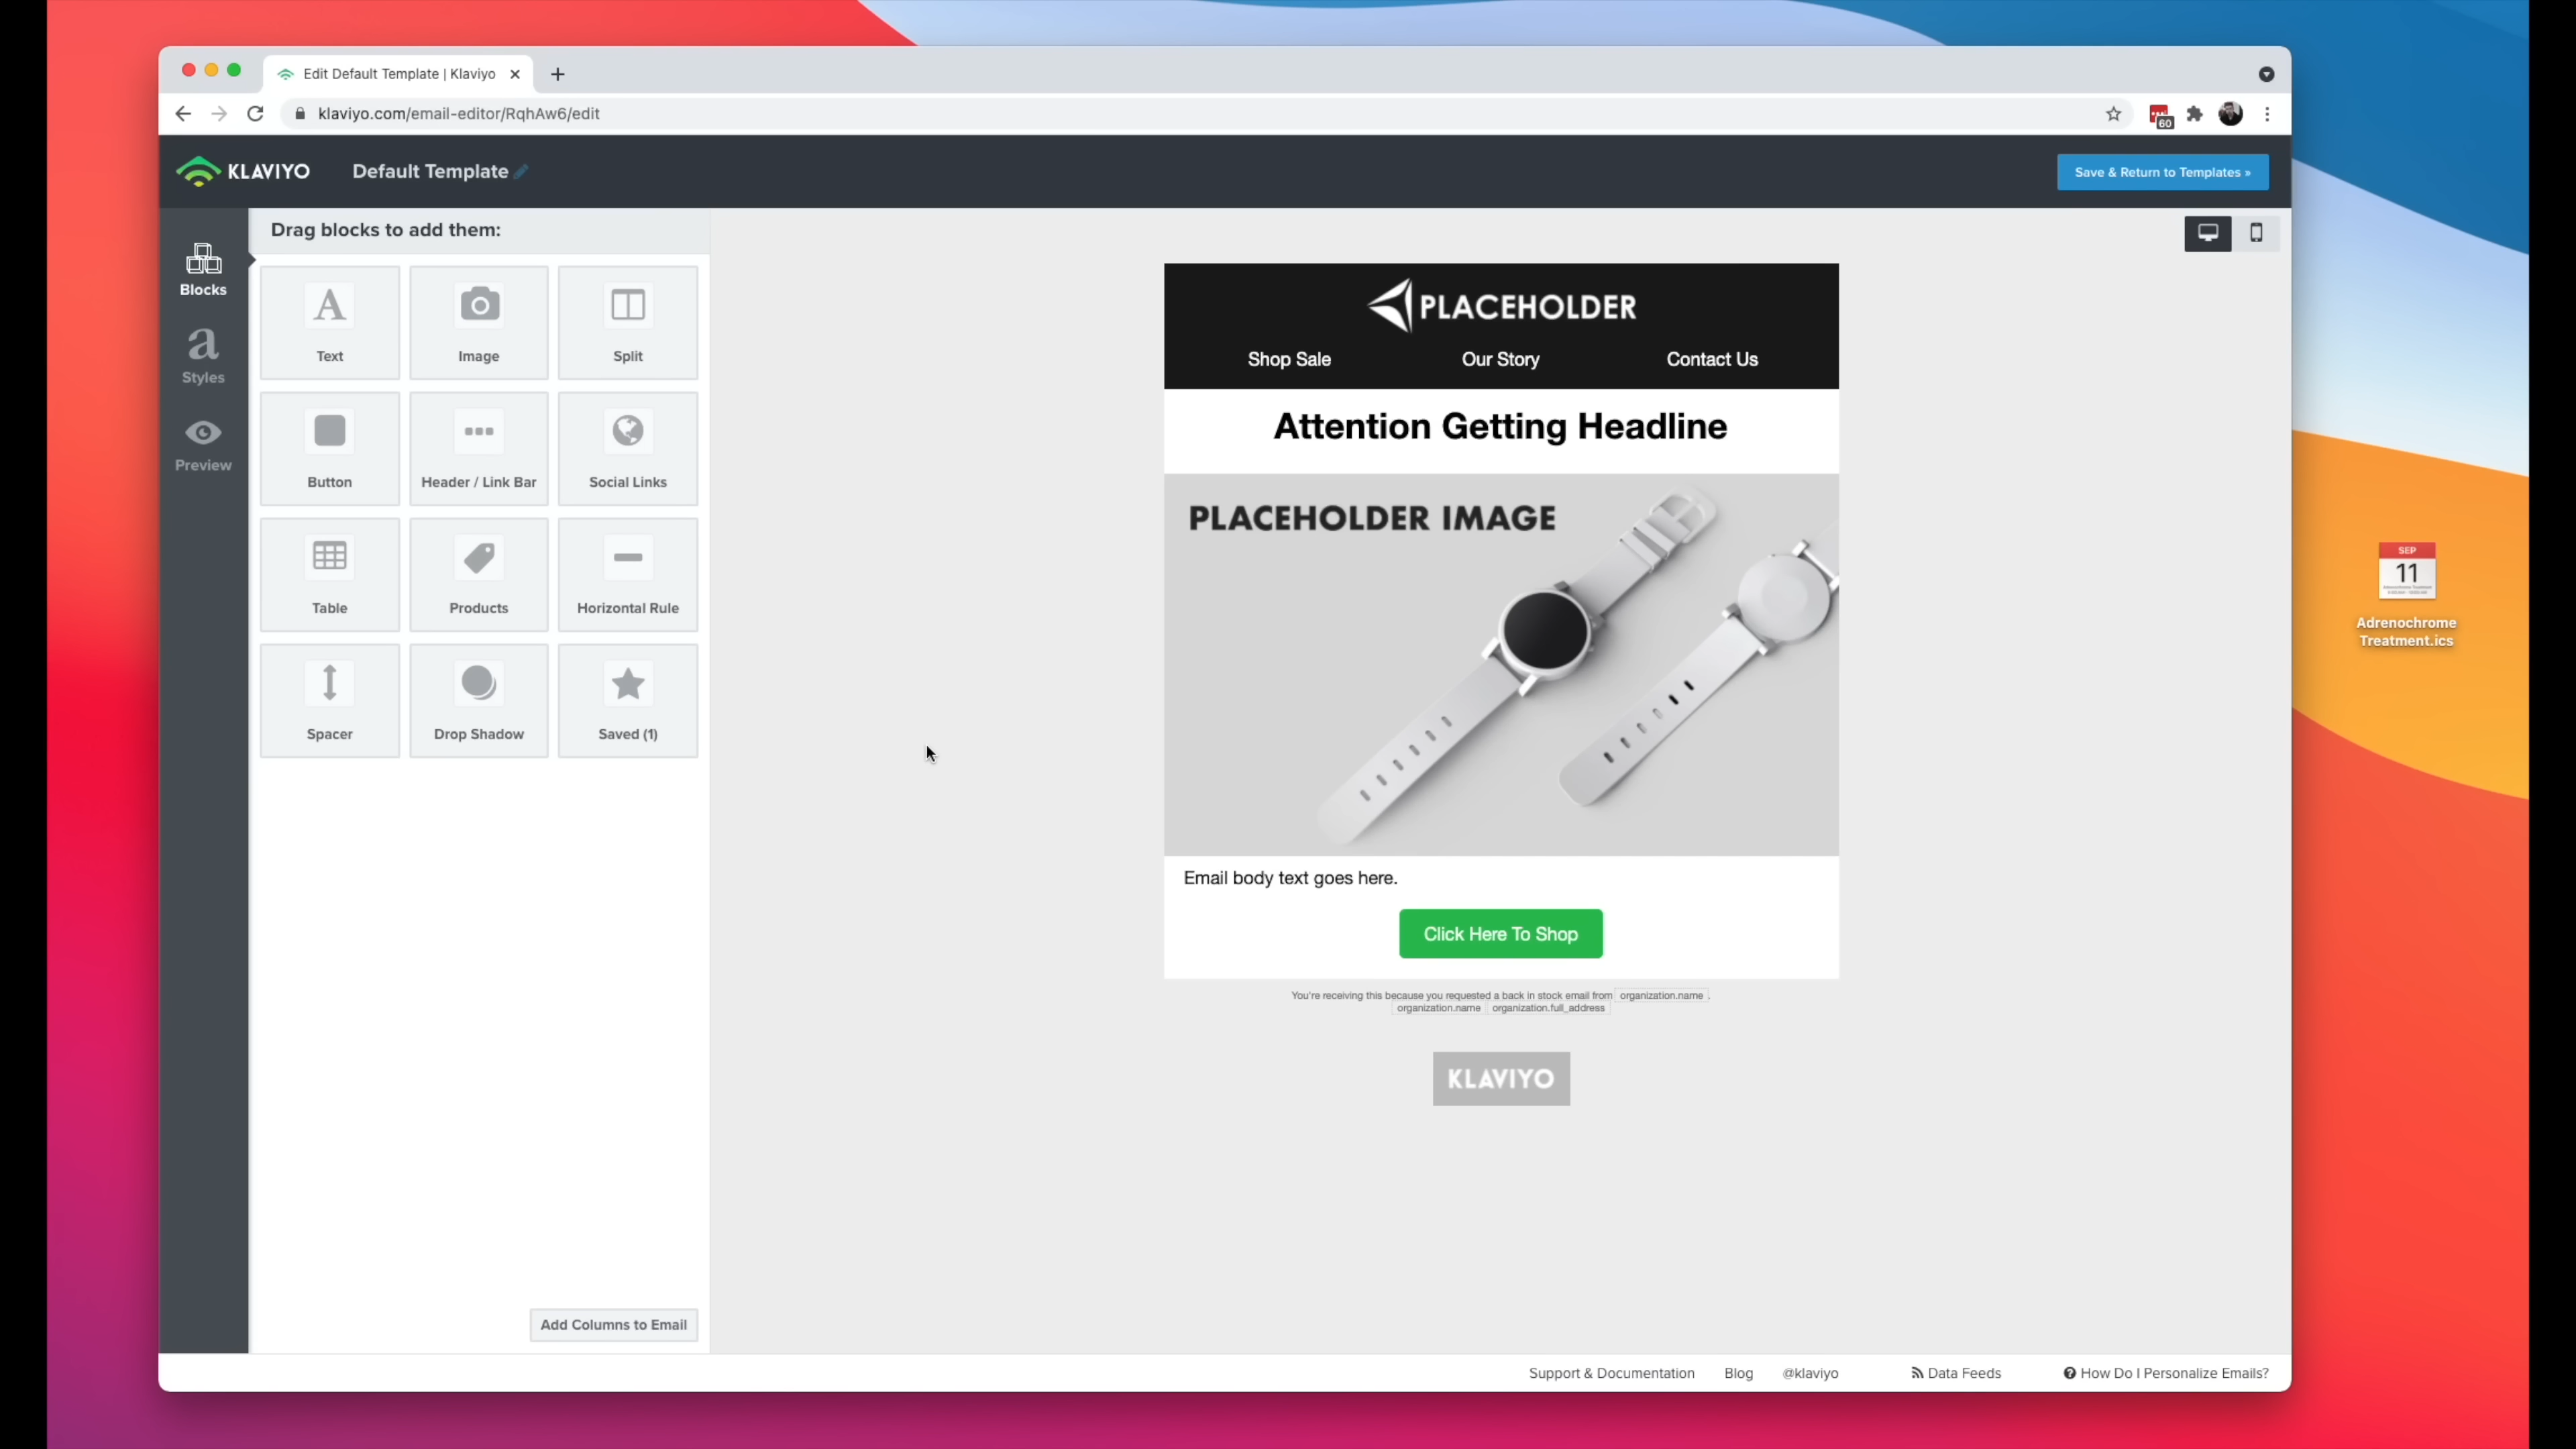 Edit Default Template | Klaviyo
klaviyo.com/email-editor/RqhAw6/edit
60
KLAVIYO
Default Template
Save & Return to Templates »
Drag blocks to add them:
Blocks
Styles
Preview
Text
Image
Split
Button
Header / Link Bar
Social Links
Table
Products
Horizontal Rule
Spacer
Drop Shadow
Saved (1)
Add Columns to Email
PLACEHOLDER
Shop Sale
Our Story
Contact Us
Attention Getting Headline
PLACEHOLDER IMAGE
Email body text goes here.
Click Here To Shop
You're receiving this because you requested a back in stock email from organization.name .
organization.name organization.full_address
KLAVIYO
Support & Documentation
Blog
@klaviyo
Data Feeds
How Do I Personalize Emails?
SEP
11
Adrenochrome
Treatment.ics